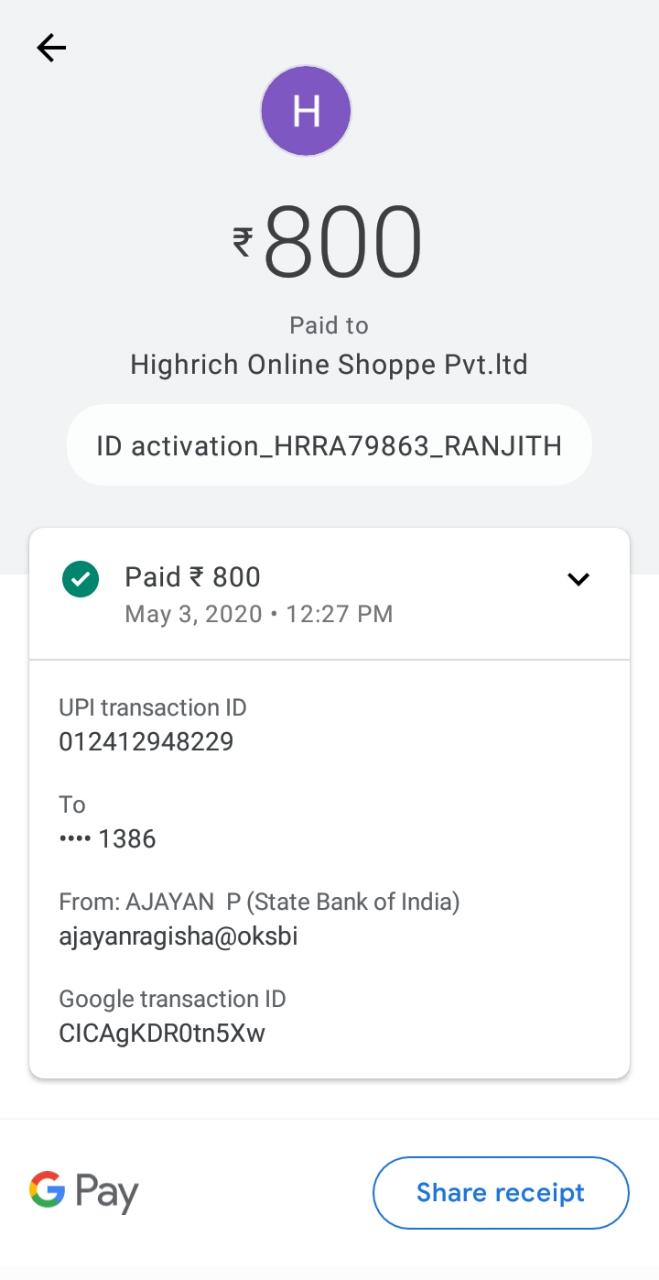 H
₹800
Paid to
Highrich Online Shoppe Pvt.ltd
ID activation_HRRA79863_RANJITH
Paid ₹ 800
May 3, 2020 • 12:27 PM
UPI transaction ID
012412948229
To
•••• 1386
From: AJAYAN  P (State Bank of India)
ajayanragisha@oksbi
Google transaction ID
CICAgKDR0tn5Xw
G Pay
Share receipt